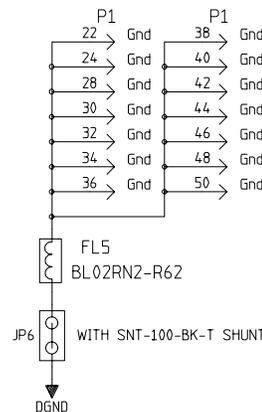 P1 P1
22 Gnd 38 Gnd
24 Gnd 40 Gnd
28 Gnd 42 Gnd
30 Gnd 44 Gnd
32 Gnd 46 Gnd
34 Gnd 48 Gnd
36 Gnd 50 Gnd
FL5
BL02RN2-R62
JP6 WITH SNT-100-BK-T SHUNT
DGND